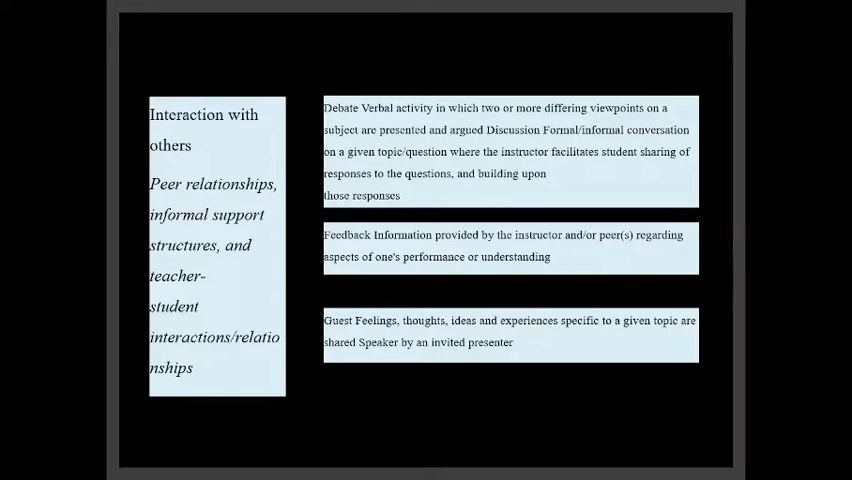 Interaction with
others
Peer relationships,
informal support
structures, and
teacher-
student
interactions/relatio
nships
Debate Verbal activity in which two or more differing viewpoints on a
subject are presented and argued Discussion Formal/informal conversation
on a given topic/question where the instructor facilitates student sharing of
responses to the questions, and building upon
those responses
Feedback Information provided by the instructor and/or peer(s) regarding
aspects of one's performance or understanding
Guest Feelings, thoughts, ideas and experiences specific to a given topic are
shared Speaker by an invited presenter